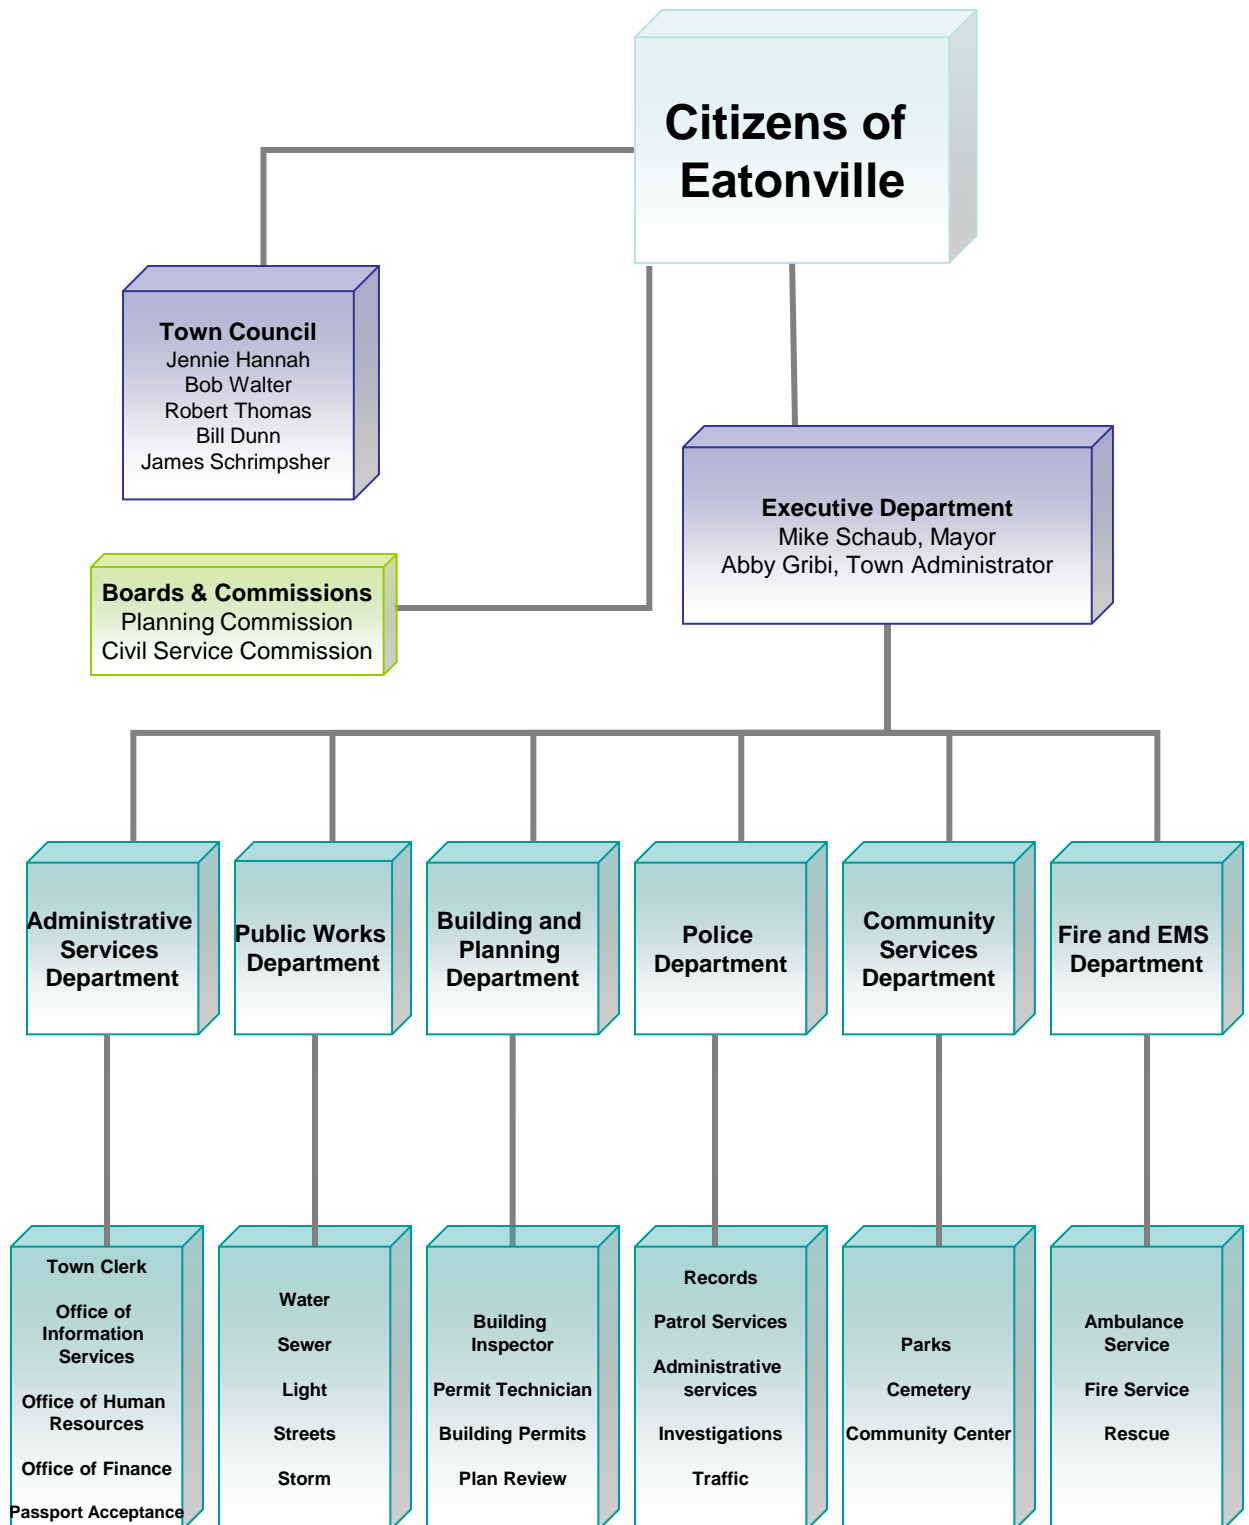 Citizens of
Eatonville
Town Council
Jennie Hannah
Bob Walter
Robert Thomas
Bill Dunn
James Schrimpsher
Executive Department
Mike Schaub, Mayor
Abby Gribi, Town Administrator
Boards & Commissions
Planning Commission
Civil Service Commission
Administrative
Services
Department
Public Works
Department
Building and
Planning
Department
Police
Department
Community
Services
Department
Fire and EMS
Department
Town Clerk
Office of
Information
Services
Office of Human
Resources
Office of Finance
Passport Acceptance
Water
Sewer
Light
Streets
Storm
Building
Inspector
Permit Technician
Building Permits
Plan Review
Records
Patrol Services
Administrative
services
Investigations
Traffic
Parks
Cemetery
Community Center
Ambulance
Service
Fire Service
Rescue